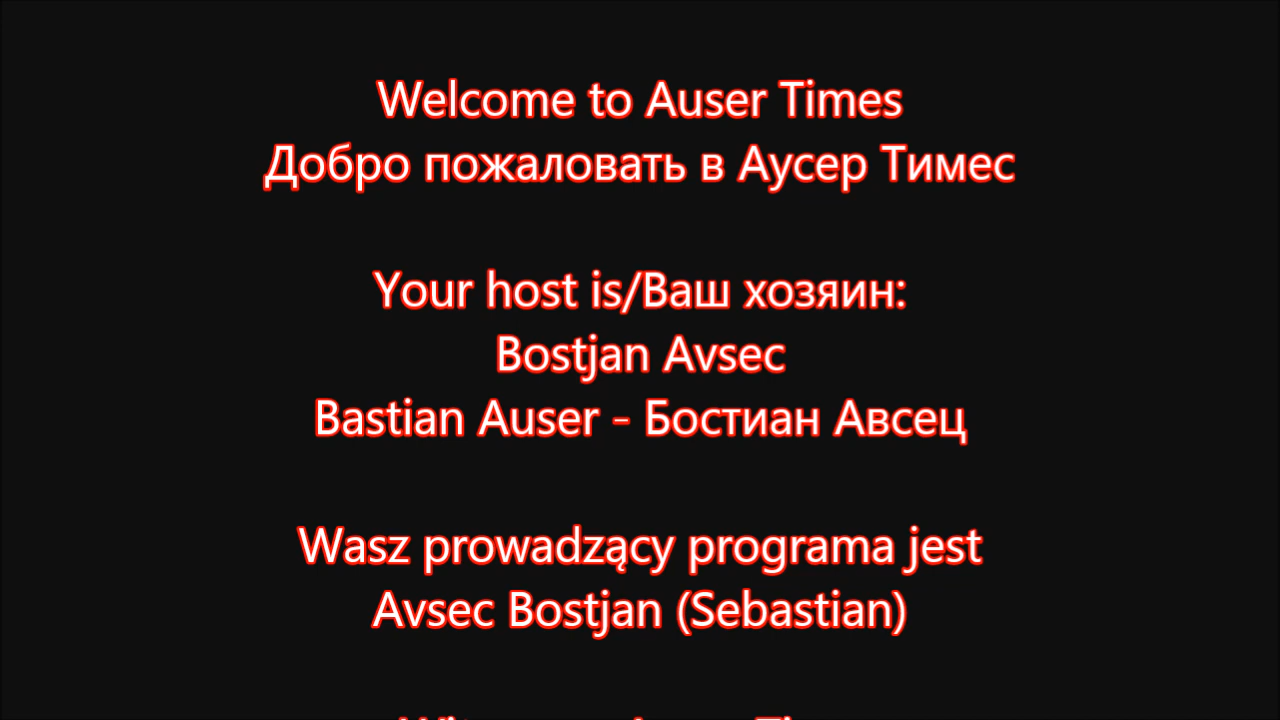 Welcome to Auser Times
Добро пожаловать в Аусер Тимес
Your host is/Ваш хозяин:
Bostjan Avsec
Bastian Auser - Бостиан Авсец
Wasz prowadzący programa jest
Avsec Bostjan (Sebastian)